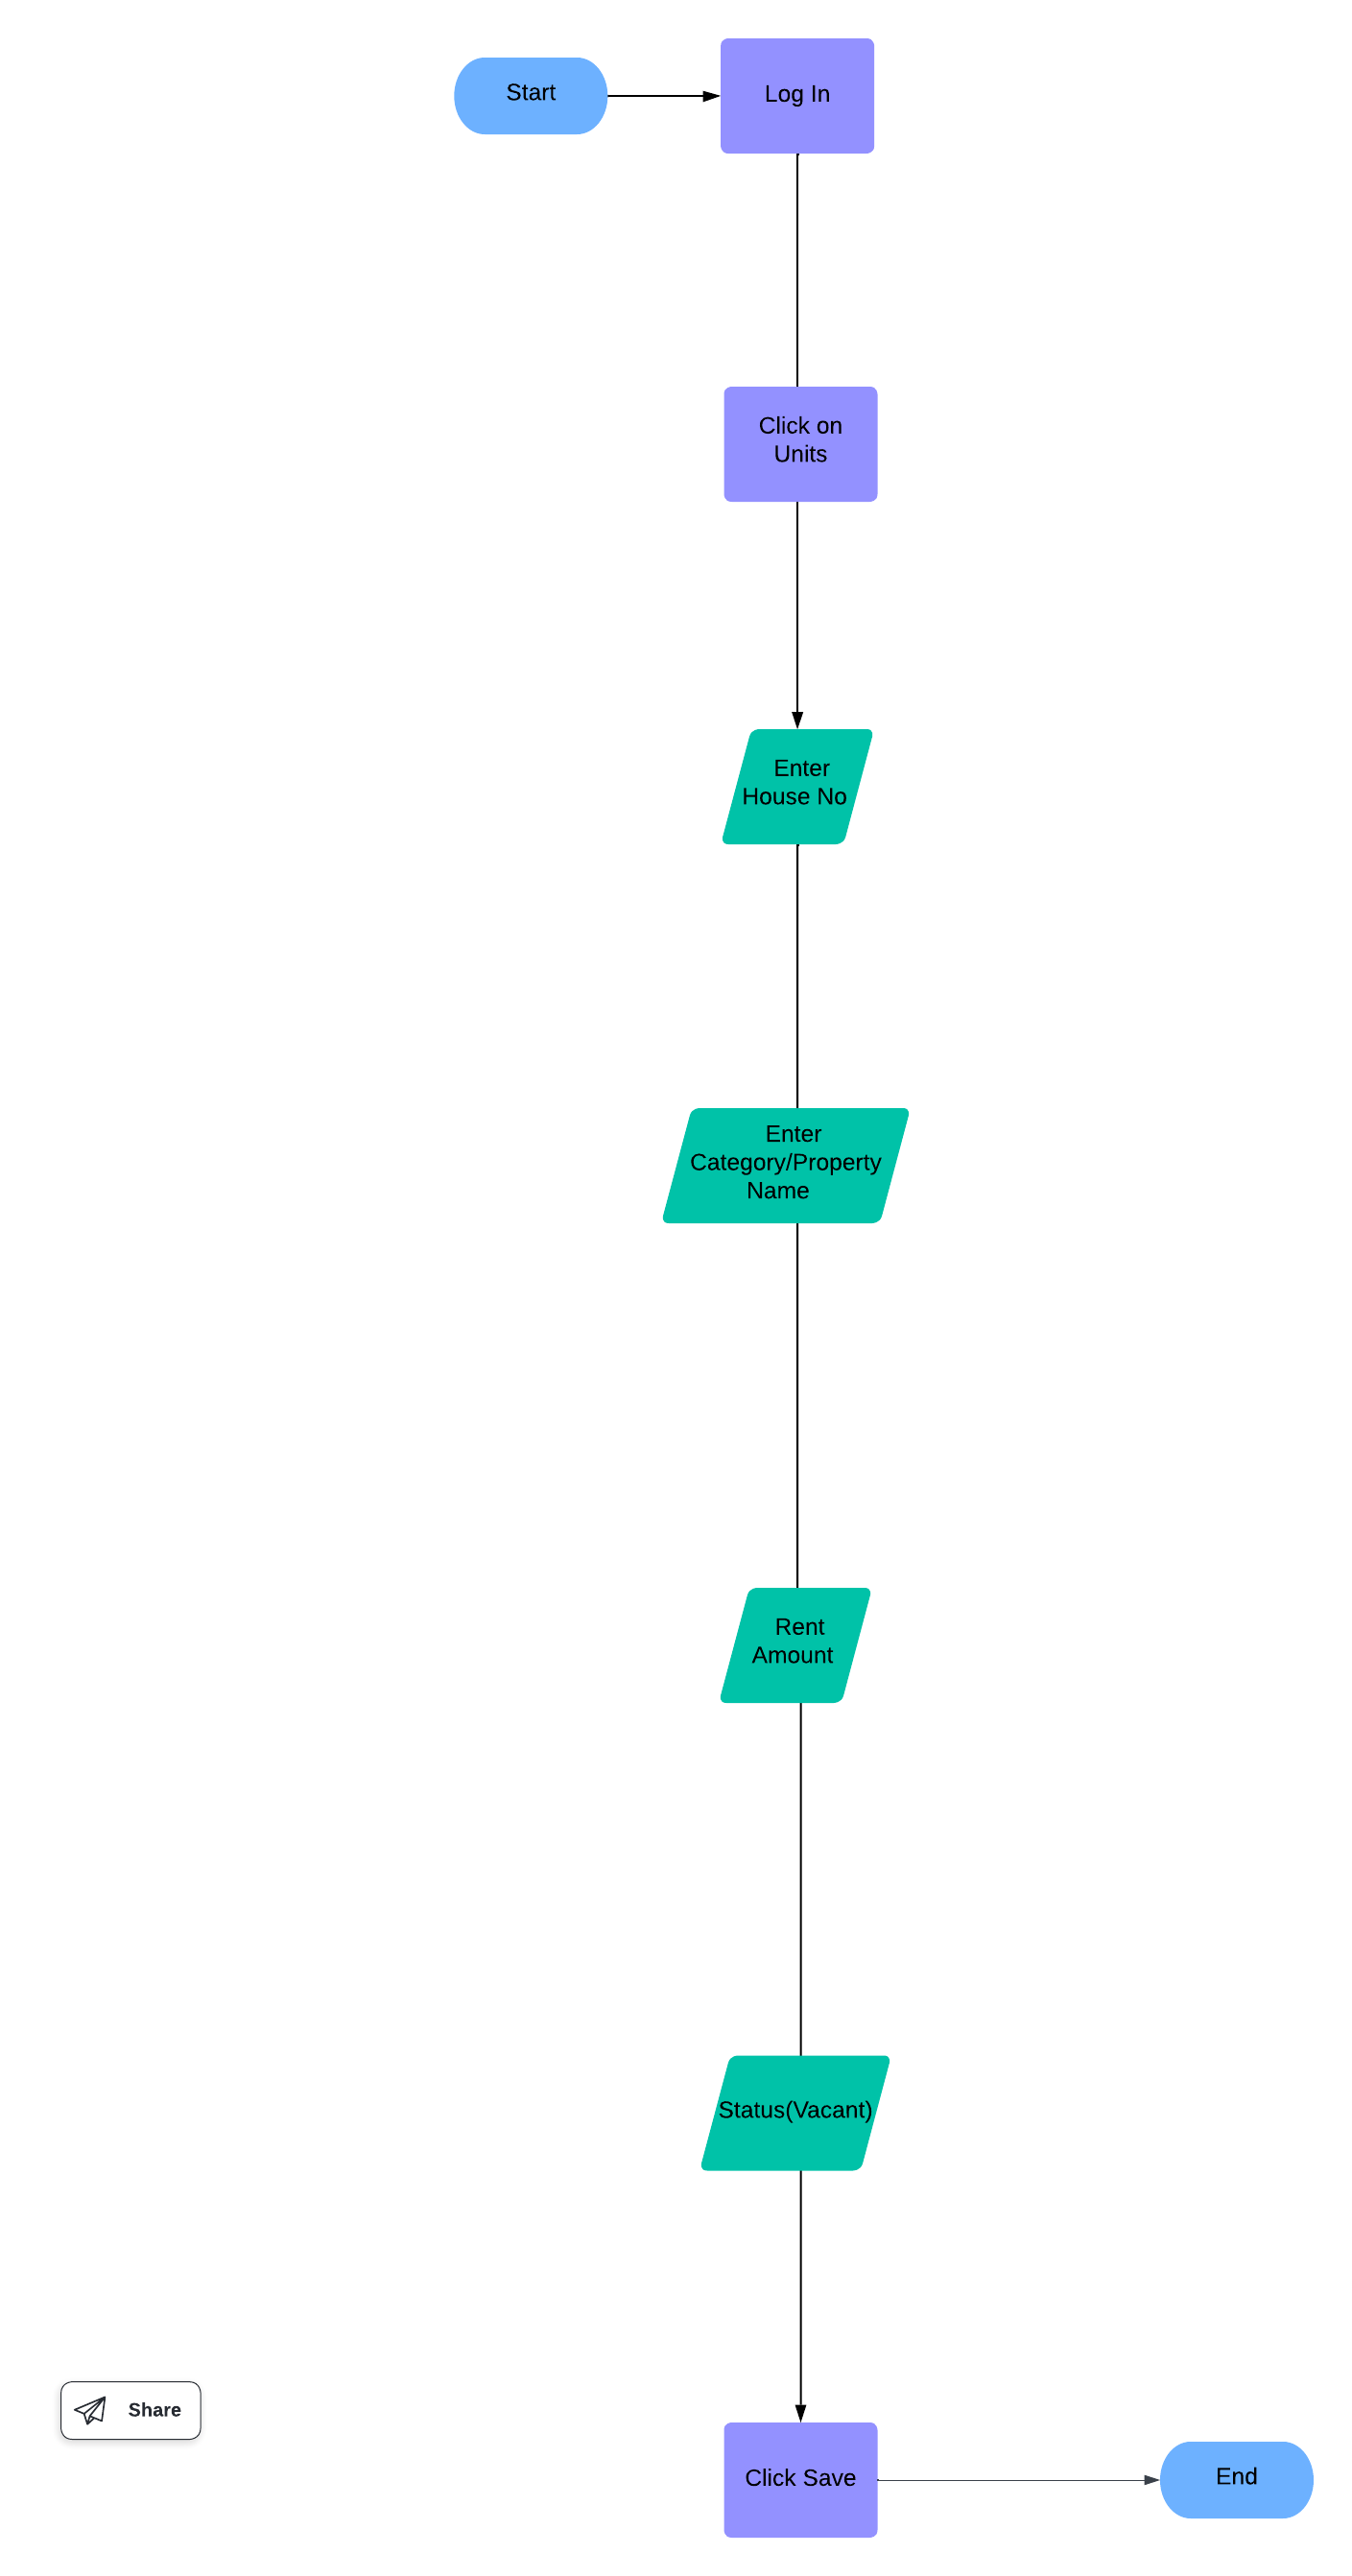 Start
Log In
Click on
Units
Enter
House No
Enter
Category/Property
Name
Rent
Amount
Status(Vacant)
Share
Click Save
End